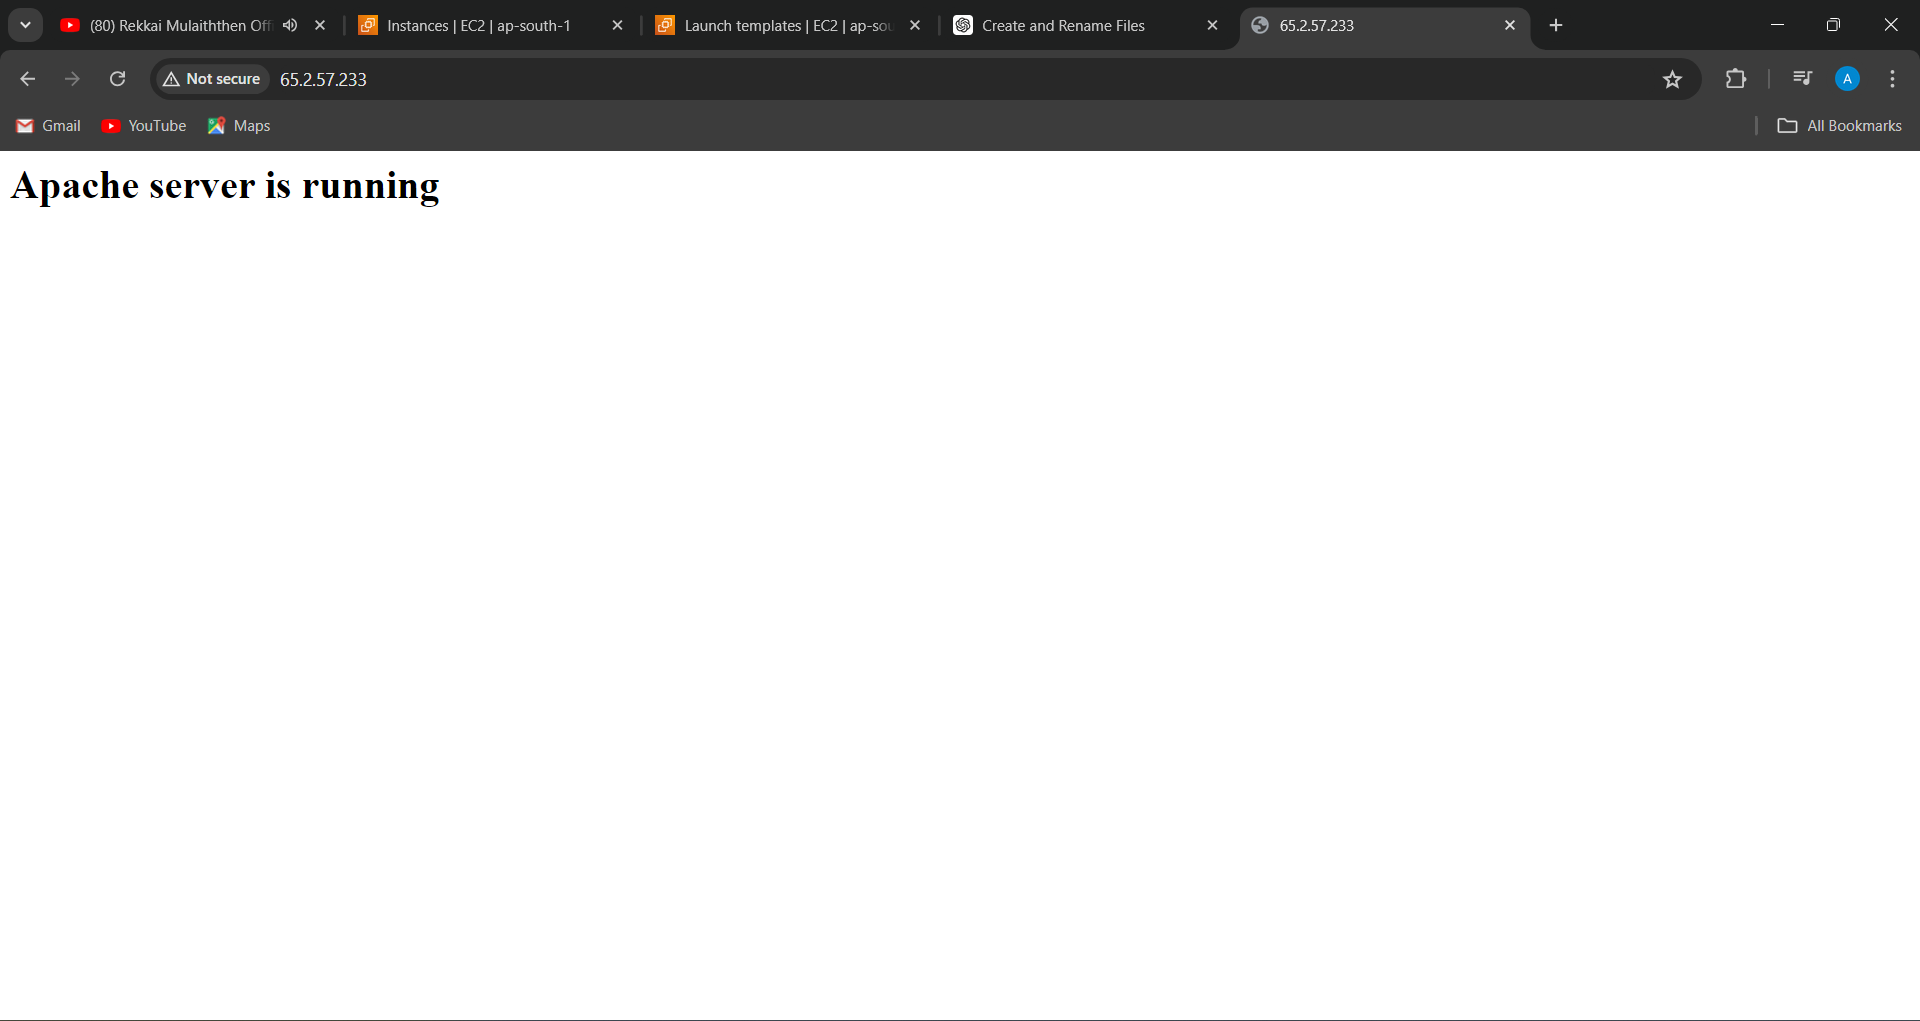 (80) Rekkai Mulaiththen Offi
Instances | EC2 | ap-south-1
Launch templates | EC2 | ap-sou
Create and Rename Files
65.2.57.233
Not secure
65.2.57.233
A
Gmail
YouTube
Maps
All Bookmarks
Apache server is running